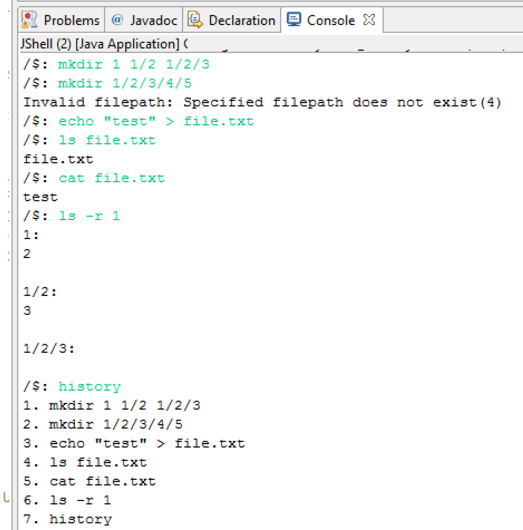 Problems @ Javadoc Declaration Console
JShell (2) [Java Application]
/$: mkdir 1 1/2 1/2/3
/$: mkdir 1/2/3/4/5
Invalid filepath: Specified filepath does not exist(4)
/$: echo "test" > file.txt
/$: ls file.txt
file.txt
/$: cat file.txt
test
/$: ls -r 1
1:
2
1/2:
3
1/2/3:
/$: history
1. mkdir 1 1/2 1/2/3
2. mkdir 1/2/3/4/5
3. echo "test" > file.txt
4. ls file.txt
5. cat file.txt
6. ls -r 1
7. history